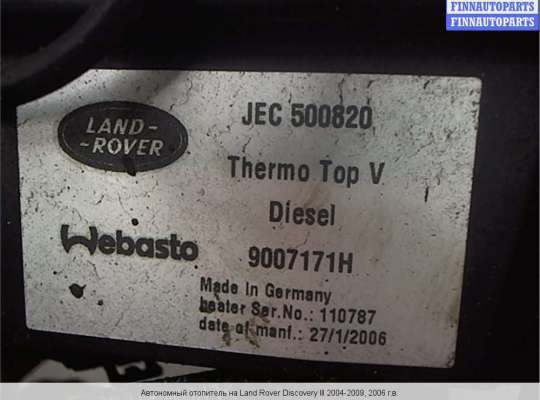 FINNAUTOPARTS
FINNAUTOPARTS
LAND-
-ROVER
JEC 500820
Thermo Top V
Diesel
Webasto
9007171H
Made in Germany
heater Ser.No.: 110787
date of manf.: 27/1/2006
Автономный отопитель на Land Rover Discovery III 2004-2009, 2006 г.в.